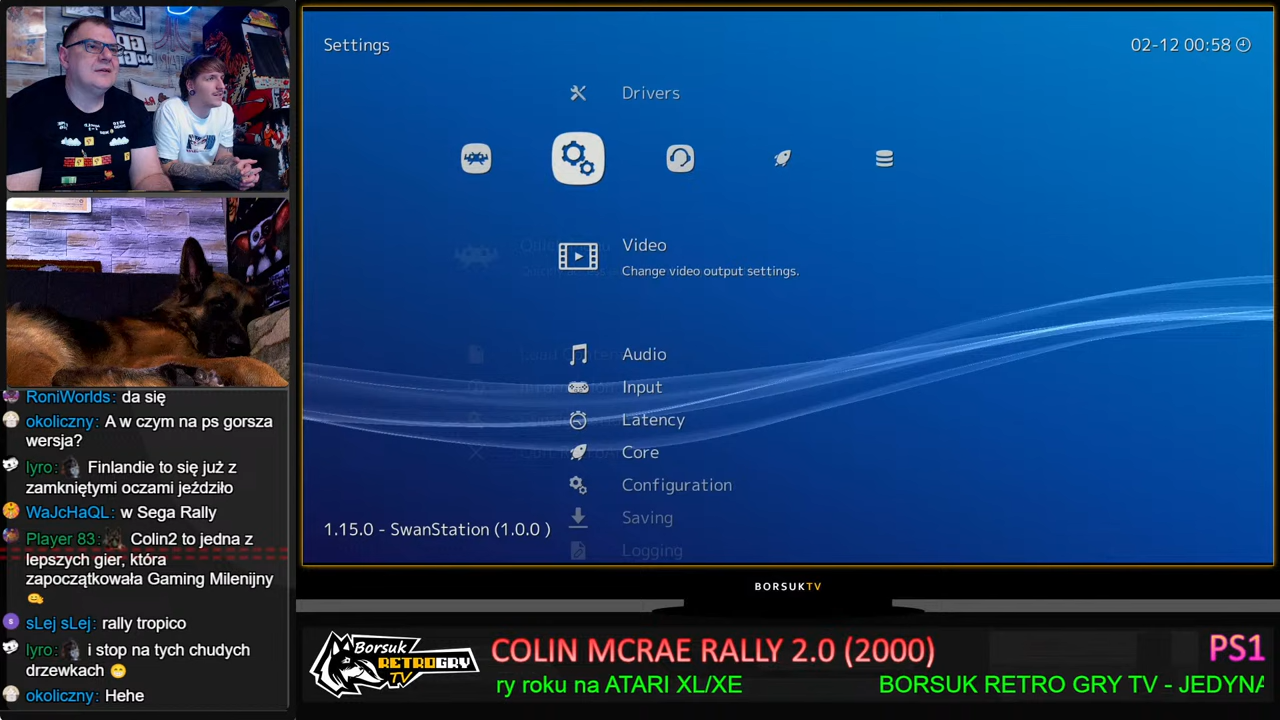 Settings
02-12 00:58
Drivers
Video
Change video output settings.
Audio
Input
Latency
Core
Configuration
Saving
Logging
1.15.0 - SwanStation (1.0.0 )
RoniWorlds: da się
okoliczny: A w czym na ps gorsza
wersja?
lyro: Finlandie to się już z
zamkniętymi oczami jeździło
WaJcHaQL: w Sega Rally
Player 83: Colin2 to jedna z
lepszych gier, która
zapoczątkowała Gaming Milenijny
sLej sLej: rally tropico
lyro: i stop na tych chudych
drzewkach
okoliczny: Hehe
BORSUKTV
Borsuk
RETROGRY
TV
COLIN MCRAE RALLY 2.0 (2000)
PS1
ry roku na ATARI XL/XE
BORSUK RETRO GRY TV - JEDYNA